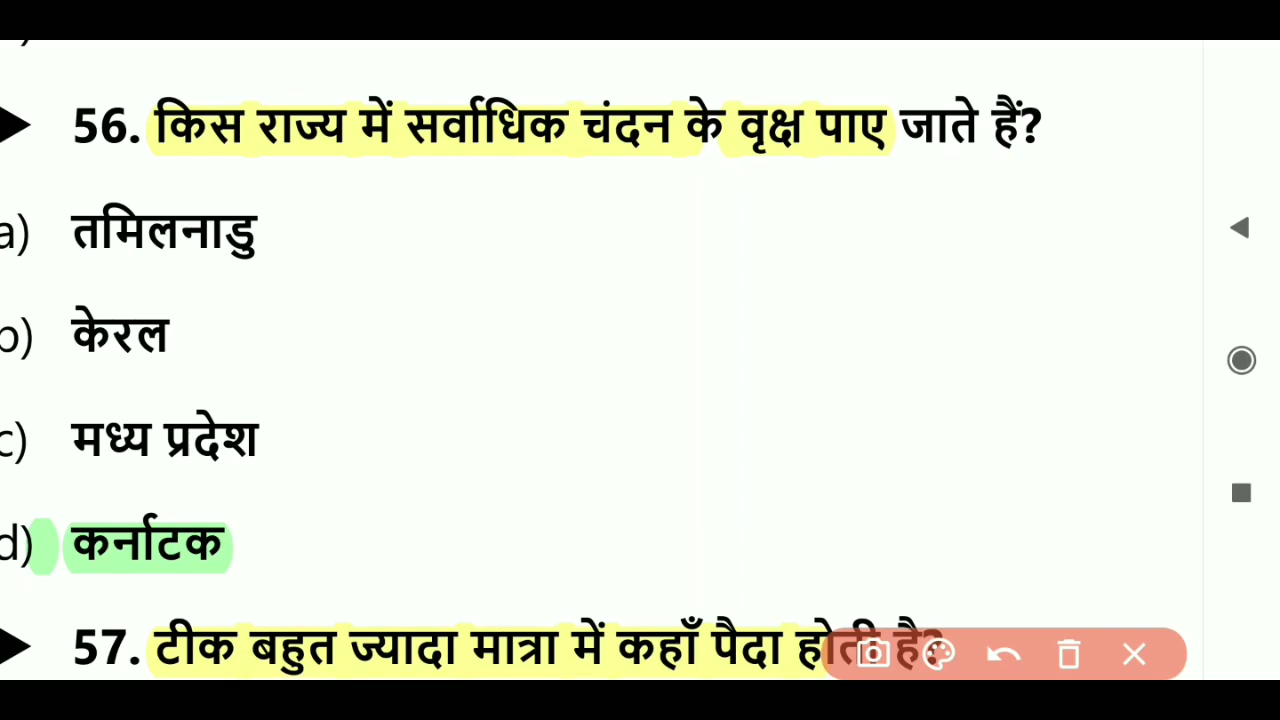 56. किस राज्य में सर्वाधिक चंदन के वृक्ष पाए जाते हैं?
a) तमिलनाडु
b) केरल
c) मध्य प्रदेश
d) कर्नाटक
57. टीक बहुत ज्यादा मात्रा में कहाँ पैदा होती है?